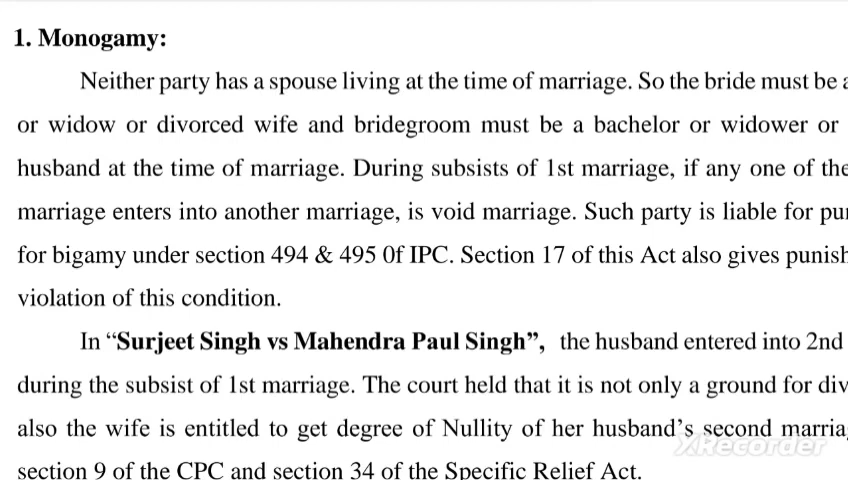 1. Monogamy:
Neither party has a spouse living at the time of marriage. So the bride must be a
or widow or divorced wife and bridegroom must be a bachelor or widower or
husband at the time of marriage. During subsists of 1st marriage, if any one of the
marriage enters into another marriage, is void marriage. Such party is liable for pu
for bigamy under section 494 & 495 0f IPC. Section 17 of this Act also gives punish
violation of this condition.
In “Surjeet Singh vs Mahendra Paul Singh”, the husband entered into 2nd
during the subsist of 1st marriage. The court held that it is not only a ground for div
also the wife is entitled to get degree of Nullity of her husband’s second marria
section 9 of the CPC and section 34 of the Specific Relief Act.
XRecorder